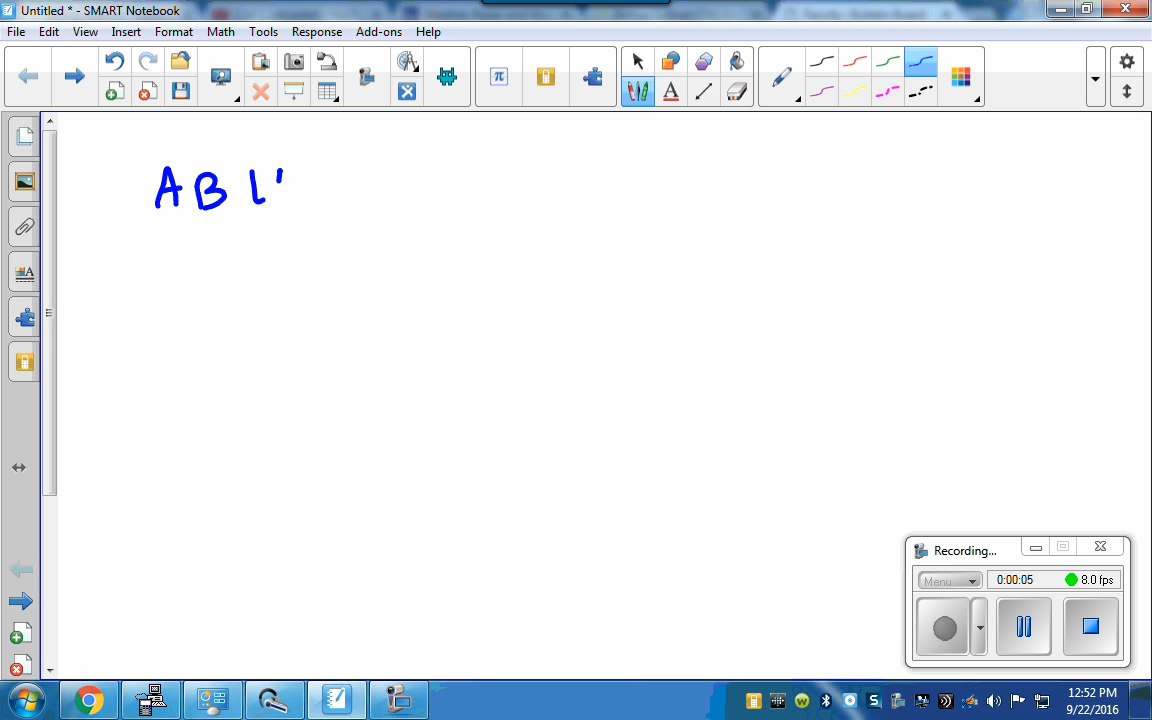 Untitled * - SMART Notebook
File Edit View Insert Format Math Tools Response Add-ons Help
π
A
A
A B L'
Recording...
Menu 0:00:05 8.0 fps
12:52 PM
9/22/2016